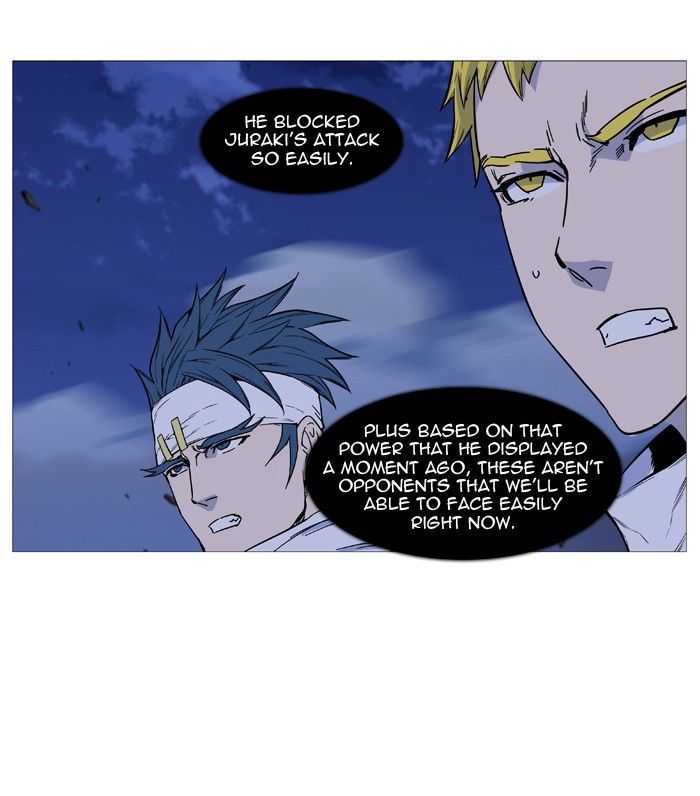 HE BLOCKED
JURAKI'S ATTACK
SO EASILY.
PLUS BASED ON THAT
POWER THAT HE DISPLAYED
A MOMENT AGO, THESE AREN'T
OPPONENTS THAT WE'LL BE
ABLE TO FACE EASILY
RIGHT NOW.